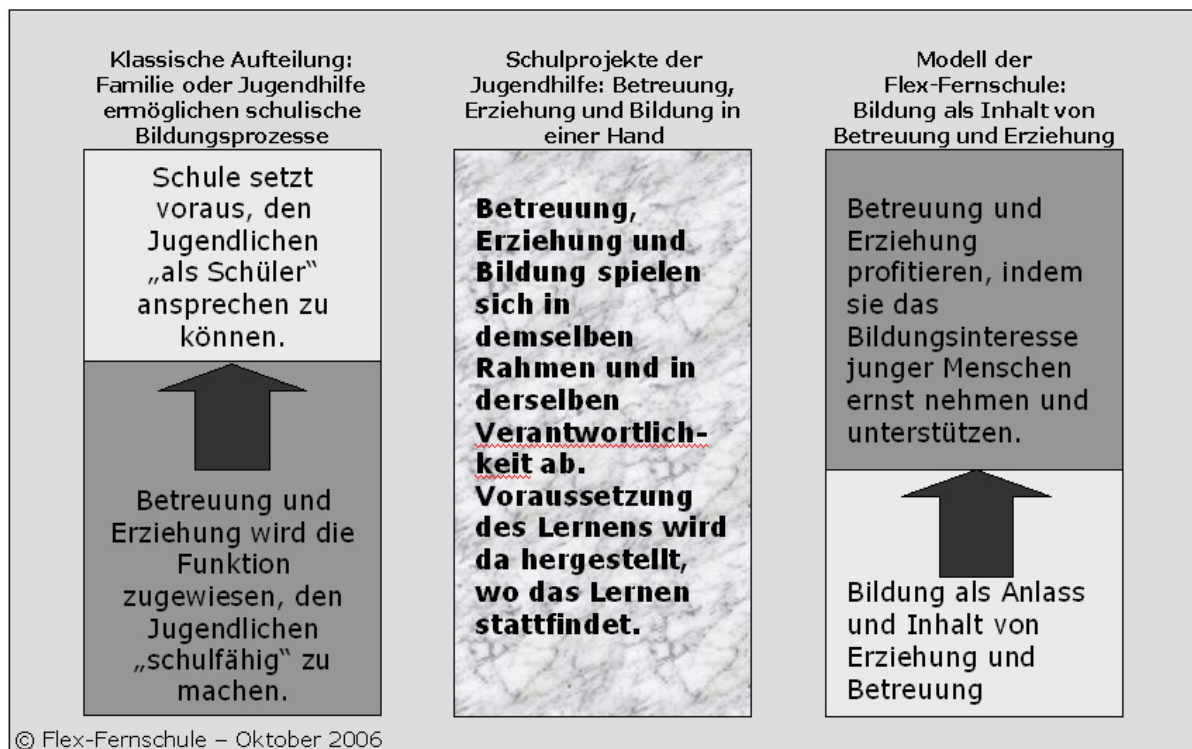 Klassische Aufteilung:
Familie oder Jugendhilfe
ermöglichen schulische
Bildungsprozesse
Schule setzt
voraus, den
Jugendlichen
„als Schüler“
ansprechen zu
können.
Betreuung und
Erziehung wird die
Funktion
zugewiesen, den
Jugendlichen
„schulfähig“ zu
machen.
Schulprojekte der
Jugendhilfe: Betreuung,
Erziehung und Bildung in
einer Hand
Betreuung,
Erziehung und
Bildung spielen
sich in
demselben
Rahmen und in
derselben
Verantwortlich-
keit ab.
Voraussetzung
des Lernens wird
da hergestellt,
wo das Lernen
stattfindet.
Modell der
Flex-Fernschule:
Bildung als Inhalt von
Betreuung und Erziehung
Betreuung und
Erziehung
profitieren, indem
sie das
Bildungsinteresse
junger Menschen
ernst nehmen und
unterstützen.
Bildung als Anlass
und Inhalt von
Erziehung und
Betreuung
© Flex-Fernschule – Oktober 2006